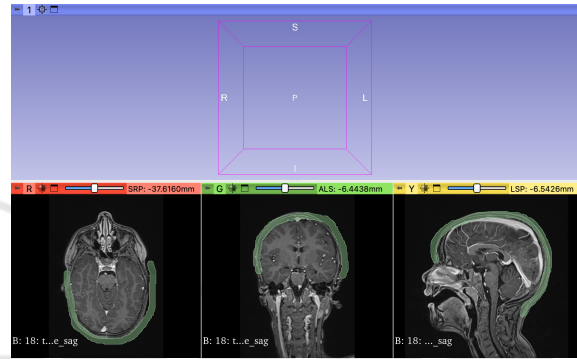 1
S
R
P
L
I
R
SRP: -37.6160mm
G
ALS: -6.4438mm
Y
LSP: -6.5426mm
B: 18: t...e_sag
B: 18: t...e_sag
B: 18: ..._sag